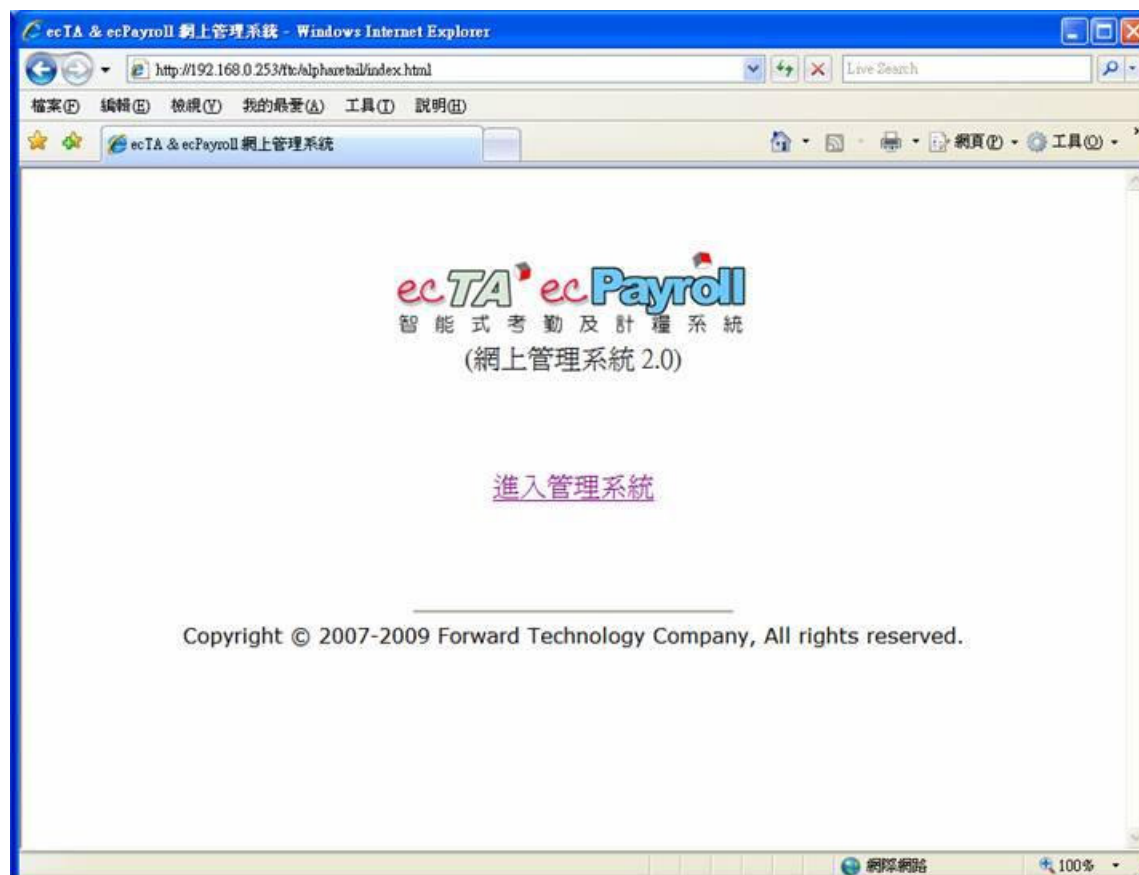 ecTA & ecPayroll 網上管理系統 - Windows Internet Explorer
http://192.168.0.253/ftc/alpharetail/index.html
Live Search
檔案(F) 編輯(E) 檢視(V) 我的最愛(A) 工具(T) 說明(H)
ecTA & ecPayroll 網上管理系統
網頁(P) 工具(O)
ecTA ecPayroll
智能式考勤及計糧系統
(網上管理系統 2.0)
進入管理系統
Copyright © 2007-2009 Forward Technology Company, All rights reserved.
網際網路 100%